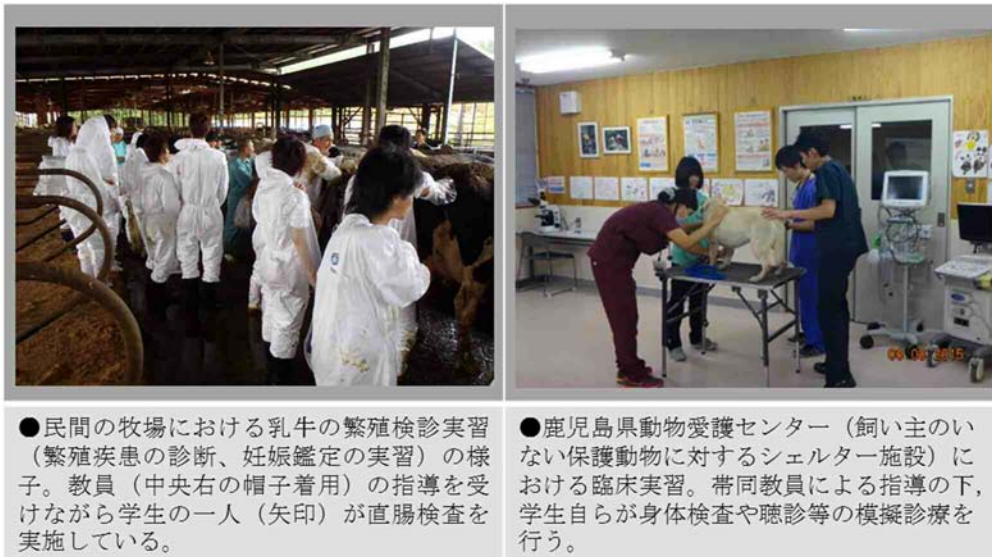 ●民間の牧場における乳牛の繁殖検診実習
（繁殖疾患の診断、妊娠鑑定の実習）の様
子。教員（中央右の帽子着用）の指導を受
けながら学生の一人（矢印）が直腸検査を
実施している。
●鹿児島県動物愛護センター（飼い主のい
ない保護動物に対するシェルター施設）に
おける臨床実習。帯同教員による指導の下,
学生自らが身体検査や聴診等の模擬診療を
行う。